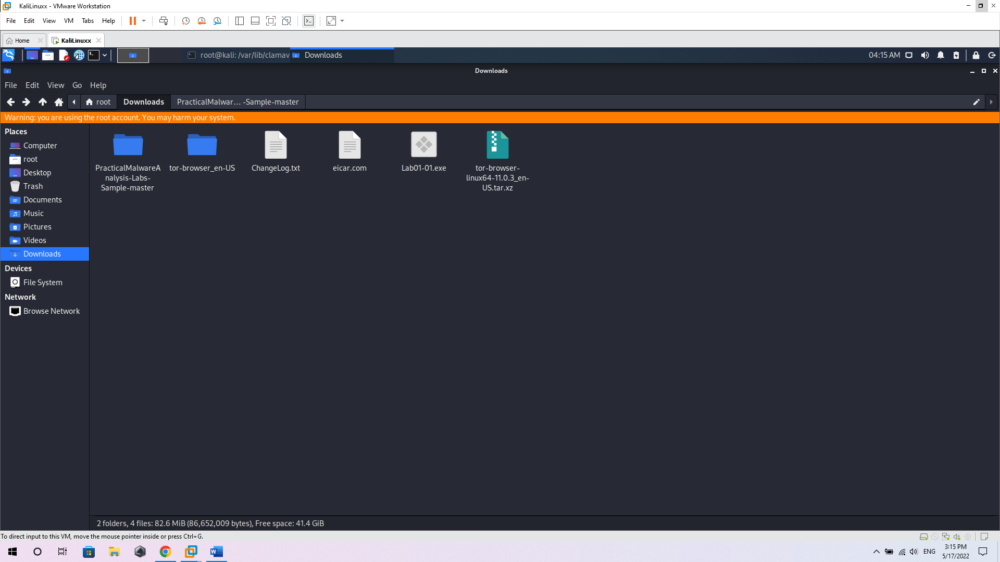 KaliLinuxx - VMware Workstation
File Edit View VM Tabs Help
Home KaliLinuxx
root@kali: /var/lib/clamav Downloads 04:15 AM
Downloads
File Edit View Go Help
root Downloads PracticalMalwar... -Sample-master
Warning: you are using the root account. You may harm your system.
Places
Computer
root
Desktop
Trash
Documents
Music
Pictures
Videos
Downloads
Devices
File System
Network
Browse Network
PracticalMalwareA
nalysis-Labs-
Sample-master
tor-browser_en-US
ChangeLog.txt
eicar.com
Lab01-01.exe
tor-browser-
linux64-11.0.3_en-
US.tar.xz
2 folders, 4 files: 82.6 MiB (86,652,009 bytes), Free space: 41.4 GiB
To direct input to this VM, move the mouse pointer inside or press Ctrl+G.
ENG
3:15 PM
5/17/2022